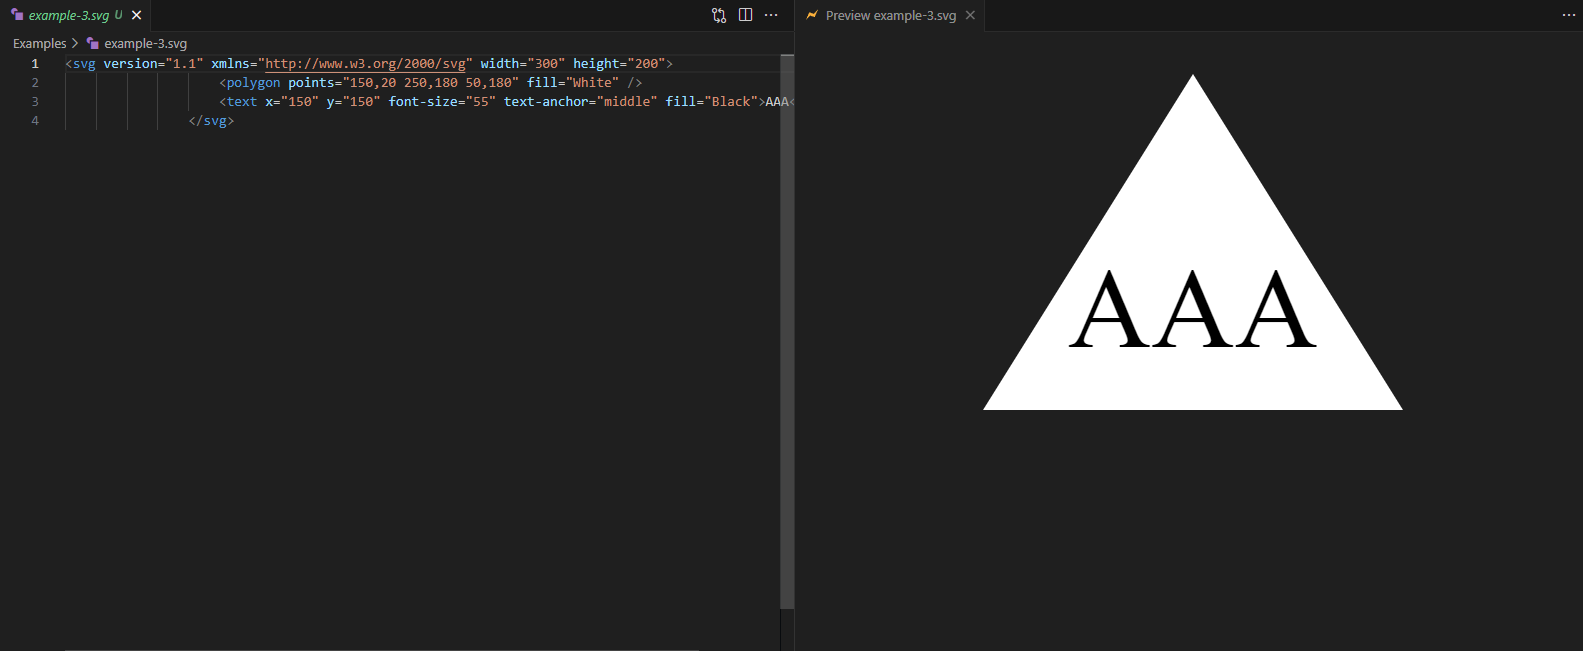 example-3.svg U
Preview example-3.svg
Examples > example-3.svg
1 <svg version="1.1" xmlns="http://www.w3.org/2000/svg" width="300" height="200">
2 <polygon points="150,20 250,180 50,180" fill="White" />
3 <text x="150" y="150" font-size="55" text-anchor="middle" fill="Black">AAA<
4 </svg>
AAA